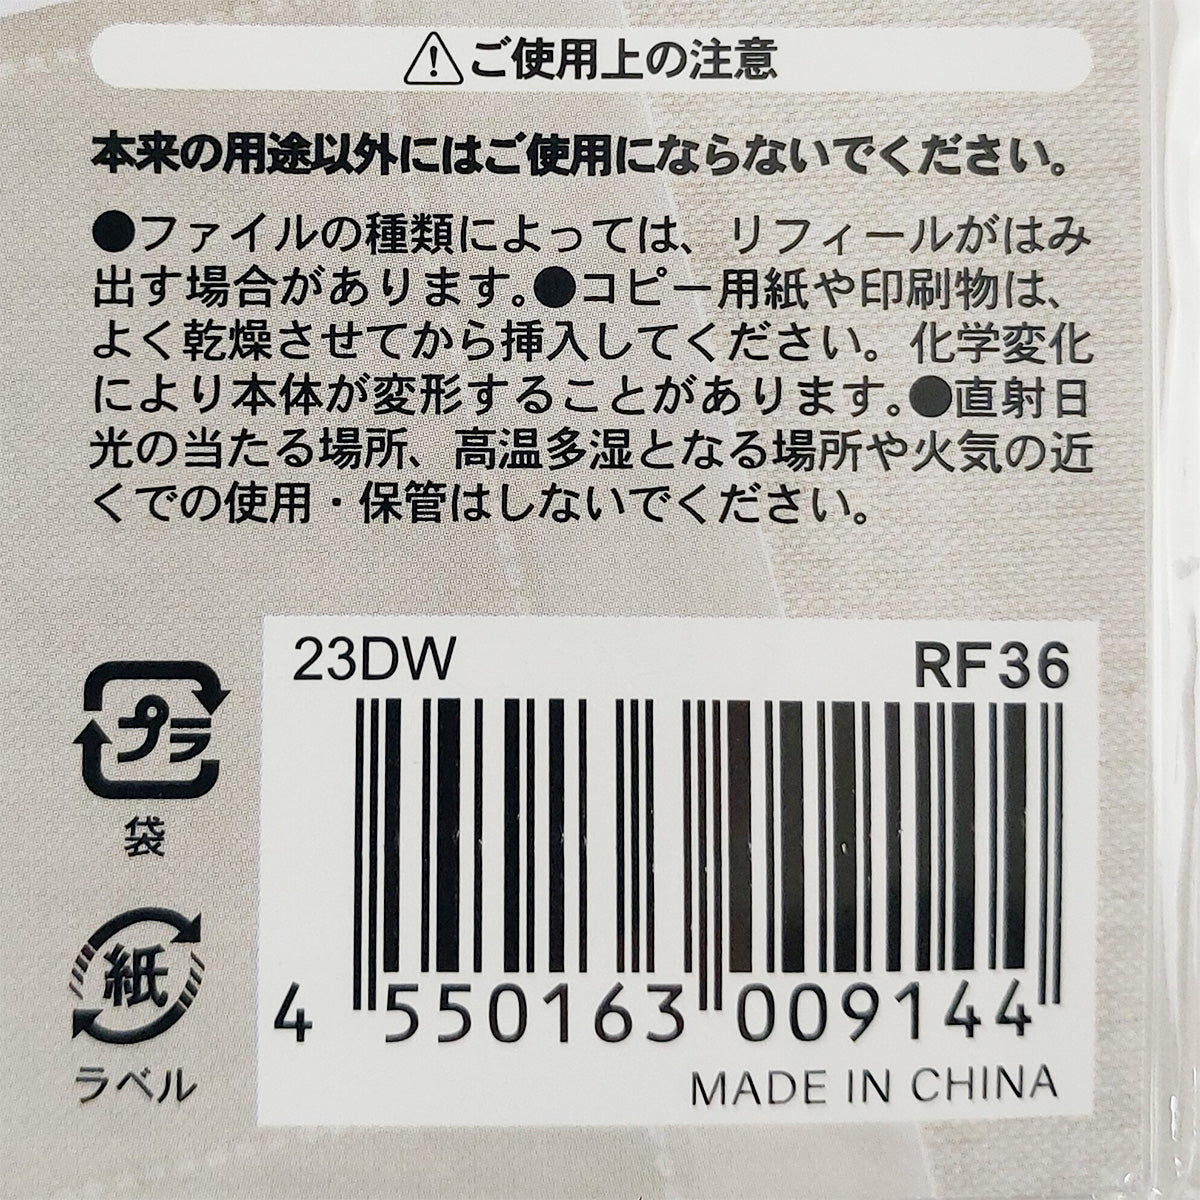 ⚠ご使用上の注意
本来の用途以外にはご使用にならないでください。
●ファイルの種類によっては、リフィールがはみ
出す場合があります。●コピー用紙や印刷物は、
よく乾燥させてから挿入してください。化学変化
により本体が変形することがあります。●直射日
光の当たる場所、高温多湿となる場所や火気の近
くでの使用・保管はしないでください。
23DW RF36
プラ
袋
紙
ラベル
4 550163 009144
MADE IN CHINA